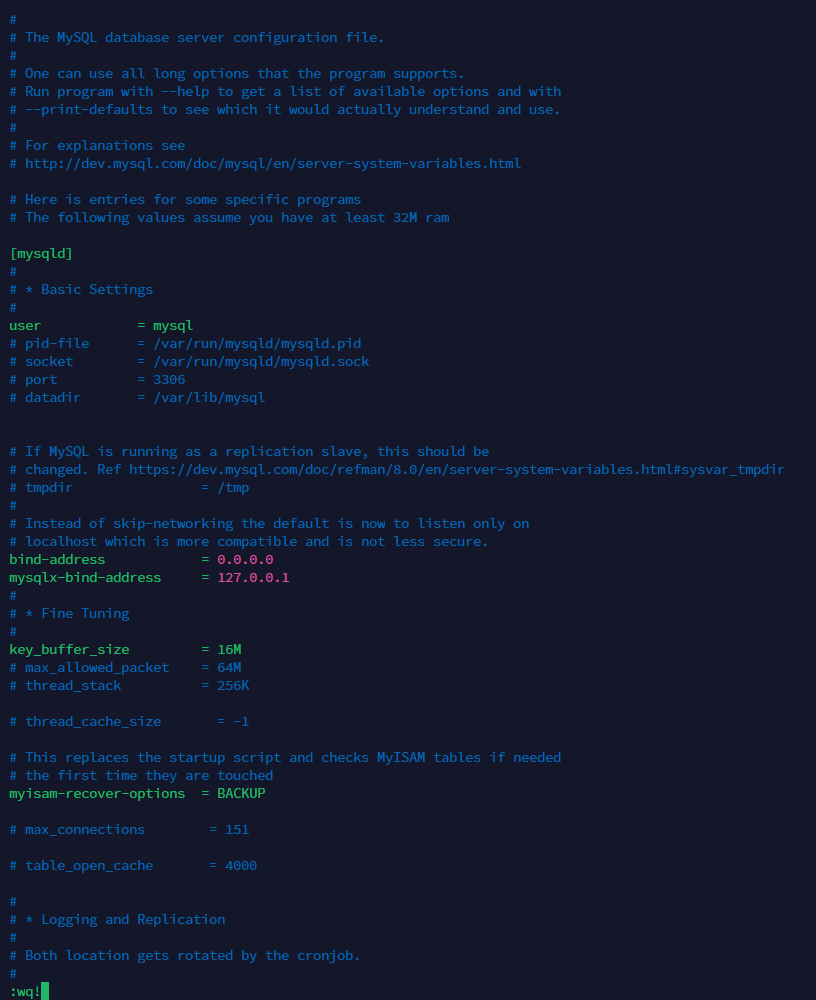 #
# The MySQL database server configuration file.
#
# One can use all long options that the program supports.
# Run program with --help to get a list of available options and with
# --print-defaults to see which it would actually understand and use.
#
# For explanations see
# http://dev.mysql.com/doc/mysql/en/server-system-variables.html

# Here is entries for some specific programs
# The following values assume you have at least 32M ram

[mysqld]
#
# * Basic Settings
#
user            = mysql
# pid-file      = /var/run/mysqld/mysqld.pid
# socket        = /var/run/mysqld/mysqld.sock
# port          = 3306
# datadir       = /var/lib/mysql


# If MySQL is running as a replication slave, this should be
# changed. Ref https://dev.mysql.com/doc/refman/8.0/en/server-system-variables.html#sysvar_tmpdir
# tmpdir                = /tmp
#
# Instead of skip-networking the default is now to listen only on
# localhost which is more compatible and is not less secure.
bind-address            = 0.0.0.0
mysqlx-bind-address     = 127.0.0.1
#
# * Fine Tuning
#
key_buffer_size         = 16M
# max_allowed_packet    = 64M
# thread_stack          = 256K

# thread_cache_size       = -1

# This replaces the startup script and checks MyISAM tables if needed
# the first time they are touched
myisam-recover-options  = BACKUP

# max_connections        = 151

# table_open_cache       = 4000

#
# * Logging and Replication
#
# Both location gets rotated by the cronjob.
#
:wq!